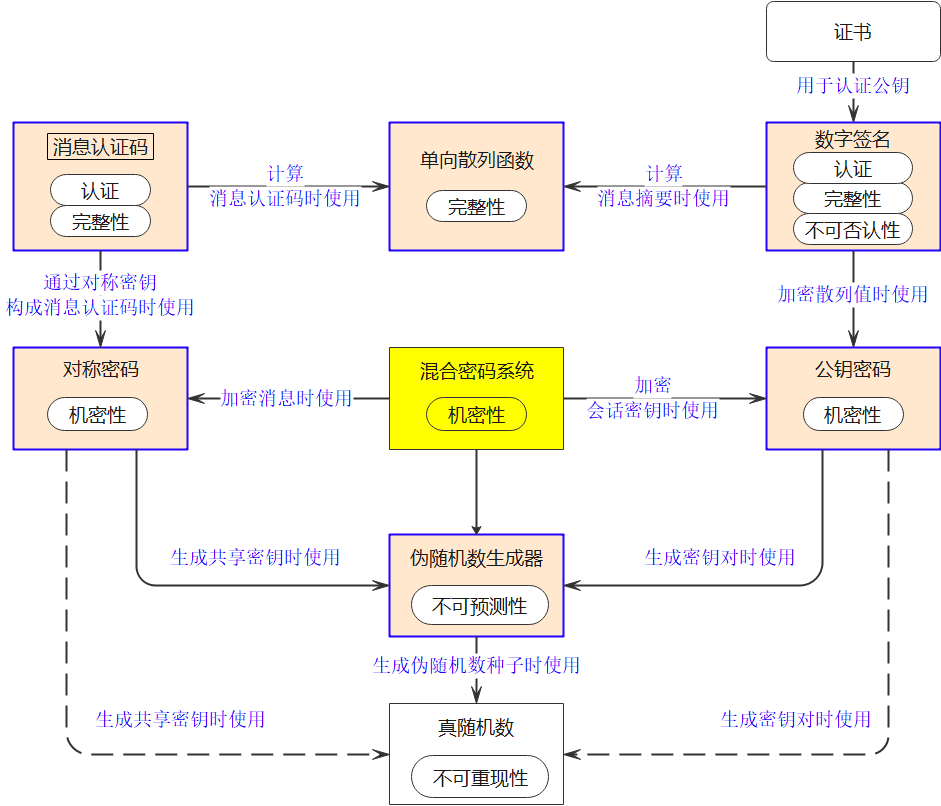 证书
用于认证公钥
消息认证码
认证
完整性
计算
消息认证码时使用
单向散列函数
完整性
计算
消息摘要时使用
数字签名
认证
完整性
不可否认性
通过对称密钥
构成消息认证码时使用
加密散列值时使用
对称密码
机密性
加密消息时使用
混合密码系统
机密性
加密
会话密钥时使用
公钥密码
机密性
生成共享密钥时使用
伪随机数生成器
不可预测性
生成密钥对时使用
生成伪随机数种子时使用
生成共享密钥时使用
真随机数
不可重现性
生成密钥对时使用